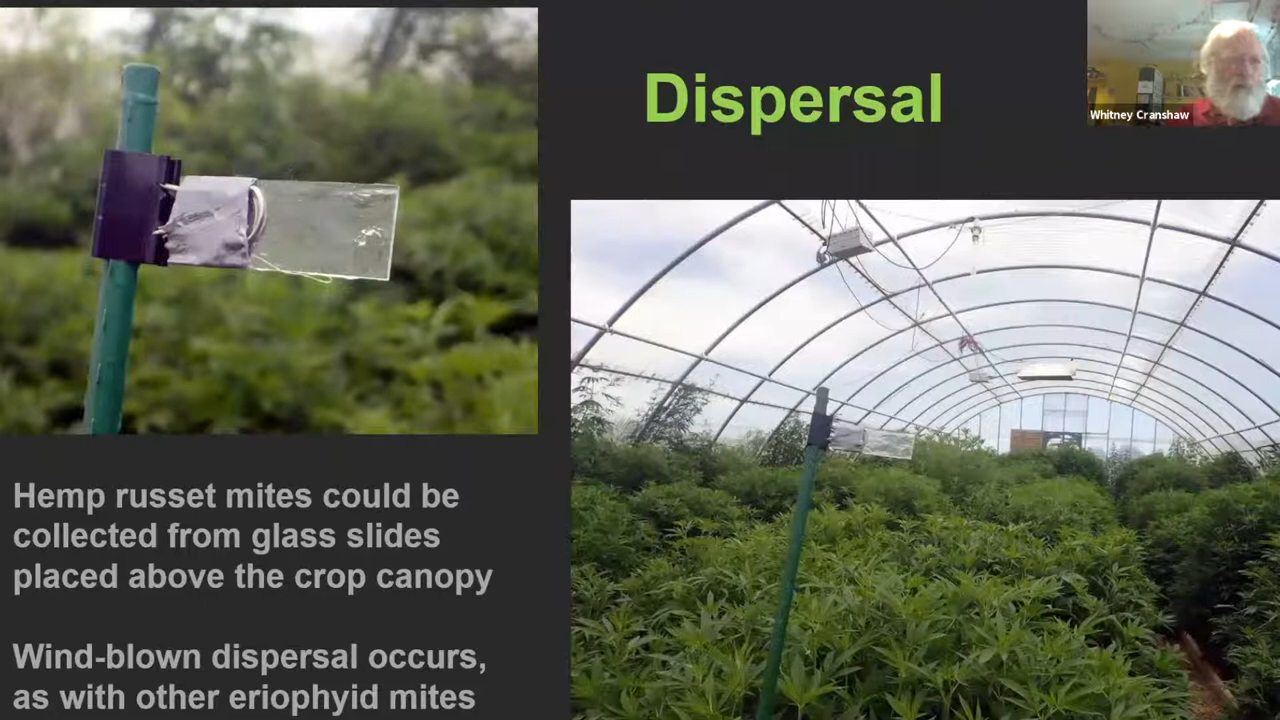 Dispersal
Whitney Cranshaw
Hemp russet mites could be
collected from glass slides
placed above the crop canopy
Wind-blown dispersal occurs,
as with other eriophyid mites